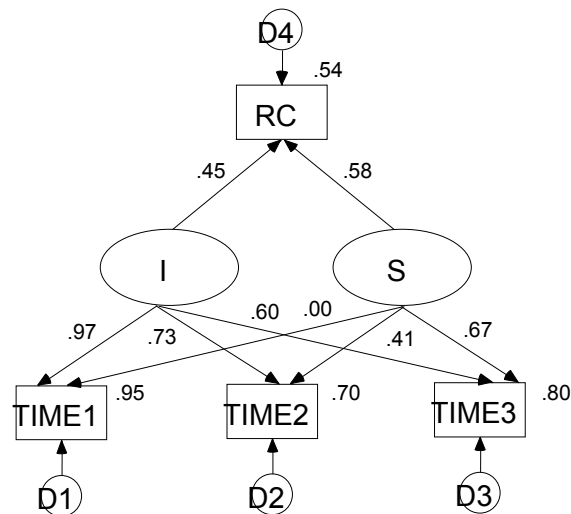 D4
.54
RC
.45
.58
I
S
.97
.73
.60
.00
.41
.67
.95
.70
.80
TIME1
TIME2
TIME3
D1
D2
D3